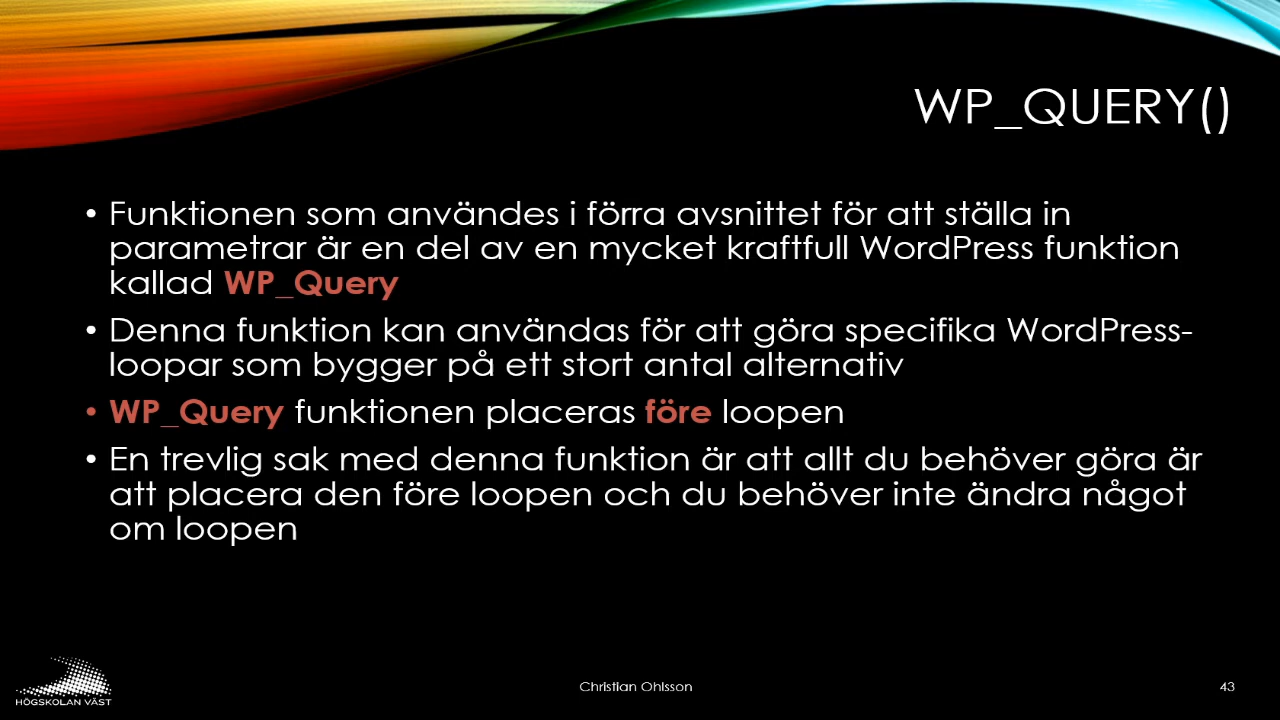 WP_QUERY()
• Funktionen som användes i förra avsnittet för att ställa in
parametrar är en del av en mycket kraftfull WordPress funktion
kallad WP_Query
• Denna funktion kan användas för att göra specifika WordPress-
loopar som bygger på ett stort antal alternativ
• WP_Query funktionen placeras före loopen
• En trevlig sak med denna funktion är att allt du behöver göra är
att placera den före loopen och du behöver inte ändra något
om loopen
HÖGSKOLAN VÄST
Christian Ohlsson
43